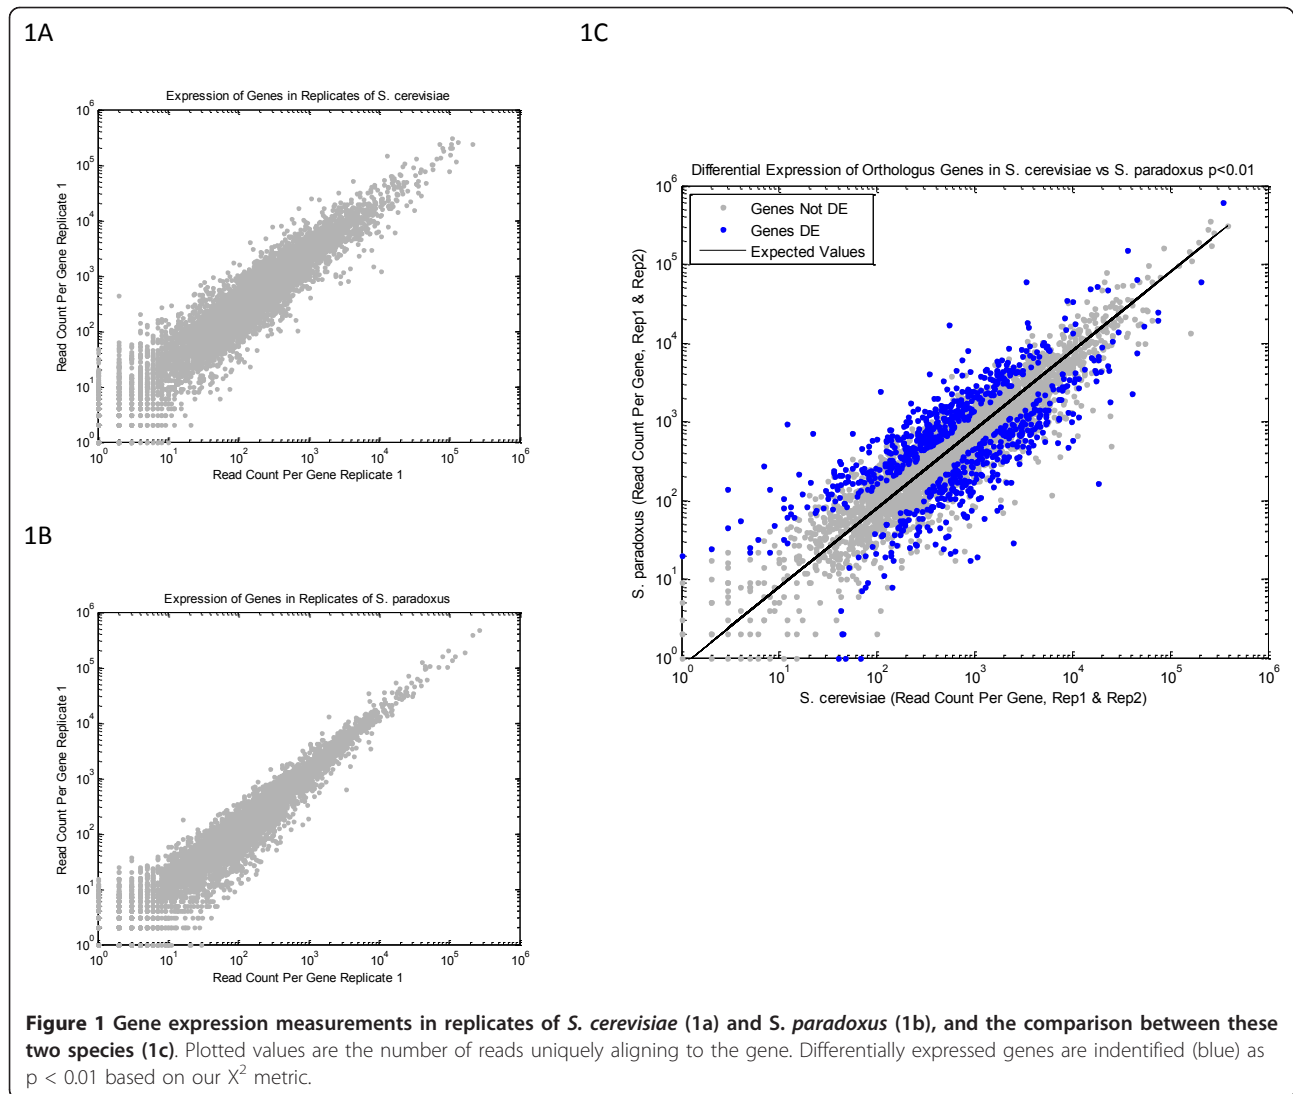 1A
Expression of Genes in Replicates of S. cerevisiae
Read Count Per Gene Replicate 1
10^6
10^5
10^4
10^3
10^2
10^1
10^0
10^0 10^1 10^2 10^3 10^4 10^5 10^6
Read Count Per Gene Replicate 1
1B
Expression of Genes in Replicates of S. paradoxus
Read Count Per Gene Replicate 1
10^6
10^5
10^4
10^3
10^2
10^1
10^0
10^0 10^1 10^2 10^3 10^4 10^5 10^6
Read Count Per Gene Replicate 1
1C
Differential Expression of Orthologus Genes in S. cerevisiae vs S. paradoxus p<0.01
Genes Not DE
Genes DE
Expected Values
S. paradoxus (Read Count Per Gene, Rep1 & Rep2)
10^6
10^5
10^4
10^3
10^2
10^1
10^0
10^0 10^1 10^2 10^3 10^4 10^5 10^6
S. cerevisiae (Read Count Per Gene, Rep1 & Rep2)
Figure 1 Gene expression measurements in replicates of S. cerevisiae (1a) and S. paradoxus (1b), and the comparison between these
two species (1c). Plotted values are the number of reads uniquely aligning to the gene. Differentially expressed genes are indentified (blue) as
p < 0.01 based on our X^2 metric.